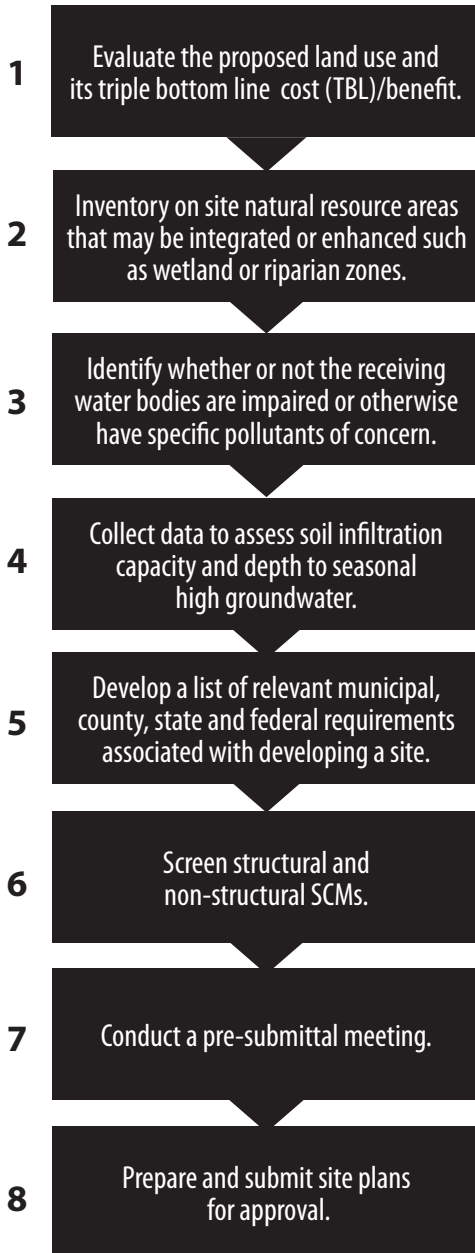 1
Evaluate the proposed land use and
its triple bottom line cost (TBL)/benefit.
2
Inventory on site natural resource areas
that may be integrated or enhanced such
as wetland or riparian zones.
3
Identify whether or not the receiving
water bodies are impaired or otherwise
have specific pollutants of concern.
4
Collect data to assess soil infiltration
capacity and depth to seasonal
high groundwater.
5
Develop a list of relevant municipal,
county, state and federal requirements
associated with developing a site.
6
Screen structural and
non-structural SCMs.
7
Conduct a pre-submittal meeting.
8
Prepare and submit site plans
for approval.